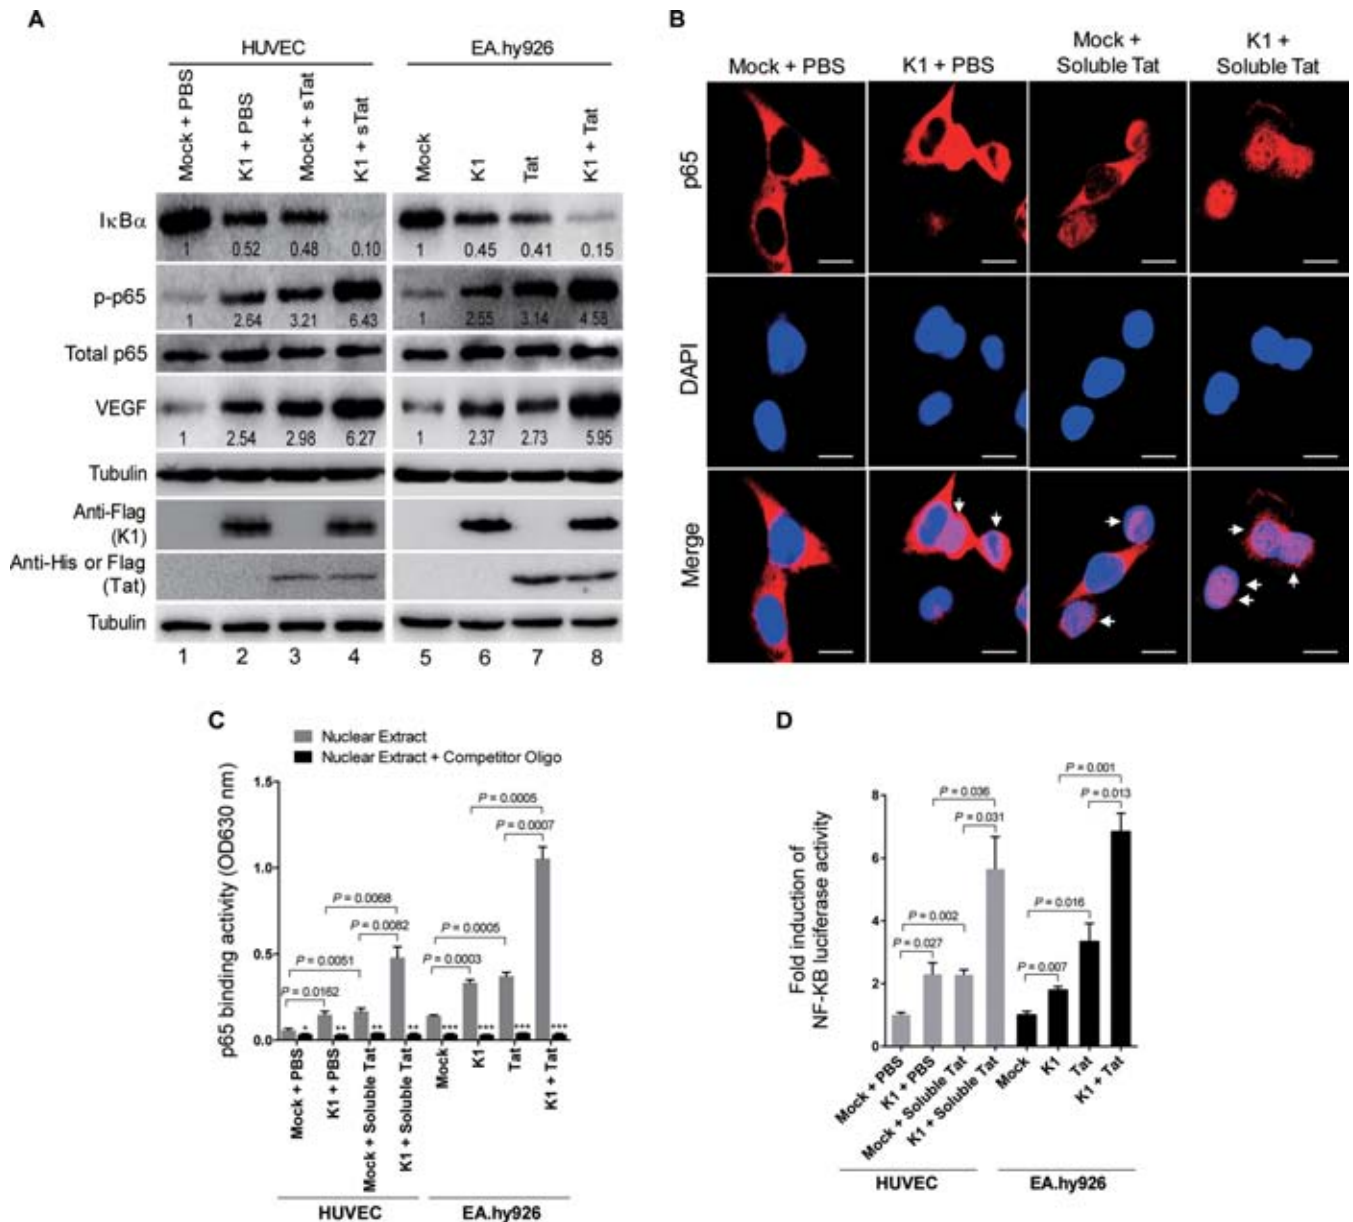 A
HUVEC
EA.hy926
Mock + PBS
K1 + PBS
Mock + sTat
K1 + sTat
Mock
K1
Tat
K1 + Tat
IκBα
1 0.52 0.48 0.10 1 0.45 0.41 0.15
p-p65
1 2.64 3.21 6.43 1 2.55 3.14 4.58
Total p65
VEGF
1 2.54 2.98 6.27 1 2.37 2.73 5.95
Tubulin
Anti-Flag
(K1)
Anti-His or Flag
(Tat)
Tubulin
1 2 3 4 5 6 7 8
B
Mock + PBS
K1 + PBS
Mock +
Soluble Tat
K1 +
Soluble Tat
p65
DAPI
Merge
C
Nuclear Extract
Nuclear Extract + Competitor Oligo
p65 binding activity (OD630 nm)
1.5
1.0
0.5
0.0
P = 0.0005
P = 0.0007
P = 0.0068
P = 0.0082
P = 0.0005
P = 0.0051
P = 0.0003
P = 0.0162
* ** ** ** *** *** *** ***
Mock + PBS
K1 + PBS
Mock + Soluble Tat
K1 + Soluble Tat
Mock
K1
Tat
K1 + Tat
HUVEC
EA.hy926
D
Fold induction of
NF-KB luciferase activity
8
6
4
2
0
P = 0.001
P = 0.036
P = 0.013
P = 0.031
P = 0.016
P = 0.002
P = 0.027
P = 0.007
Mock + PBS
K1 + PBS
Mock + Soluble Tat
K1 + Soluble Tat
Mock
K1
Tat
K1 + Tat
HUVEC
EA.hy926